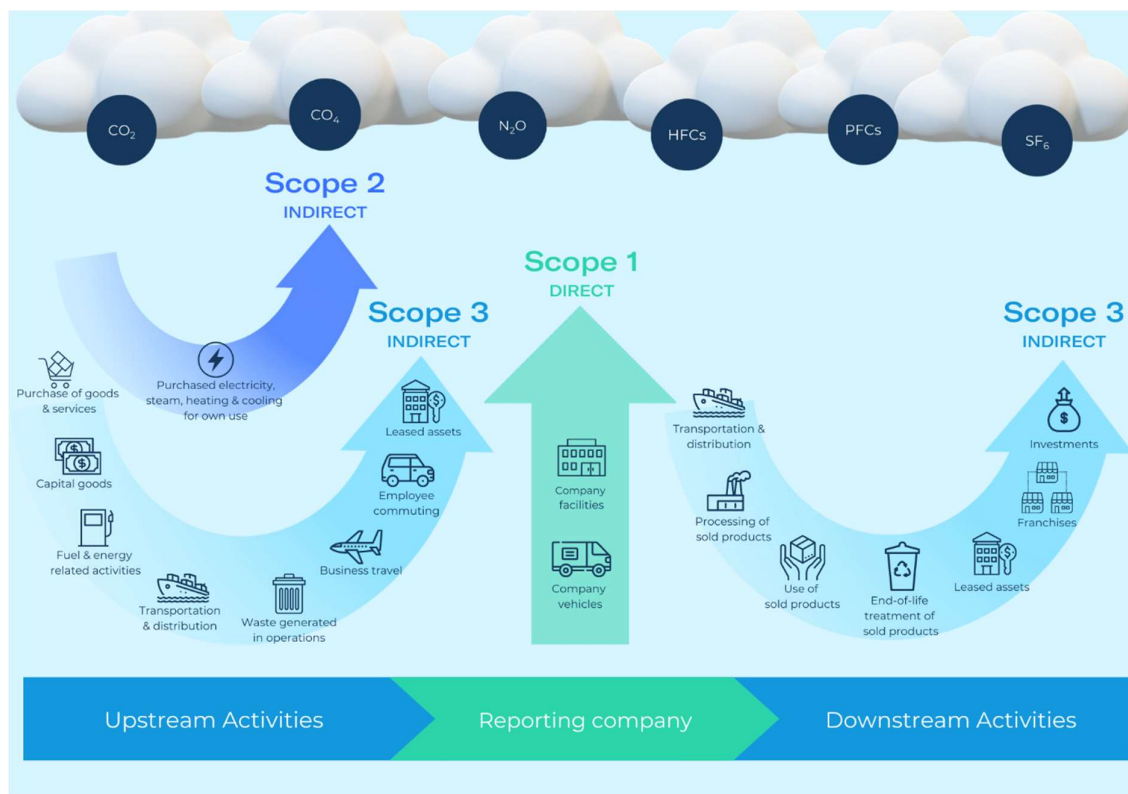 CO₂
CO₄
N₂O
HFCs
PFCs
SF₆
Scope 2
INDIRECT
Purchased electricity,
steam, heating & cooling
for own use
Scope 3
INDIRECT
Purchase of goods
& services
Capital goods
Fuel & energy
related activities
Transportation
& distribution
Waste generated
in operations
Business travel
Employee
commuting
Leased assets
Scope 1
DIRECT
Company
facilities
Company
vehicles
Scope 3
INDIRECT
Transportation &
distribution
Processing of
sold products
Use of
sold products
End-of-life
treatment of
sold products
Leased assets
Franchises
Investments
Upstream Activities
Reporting company
Downstream Activities